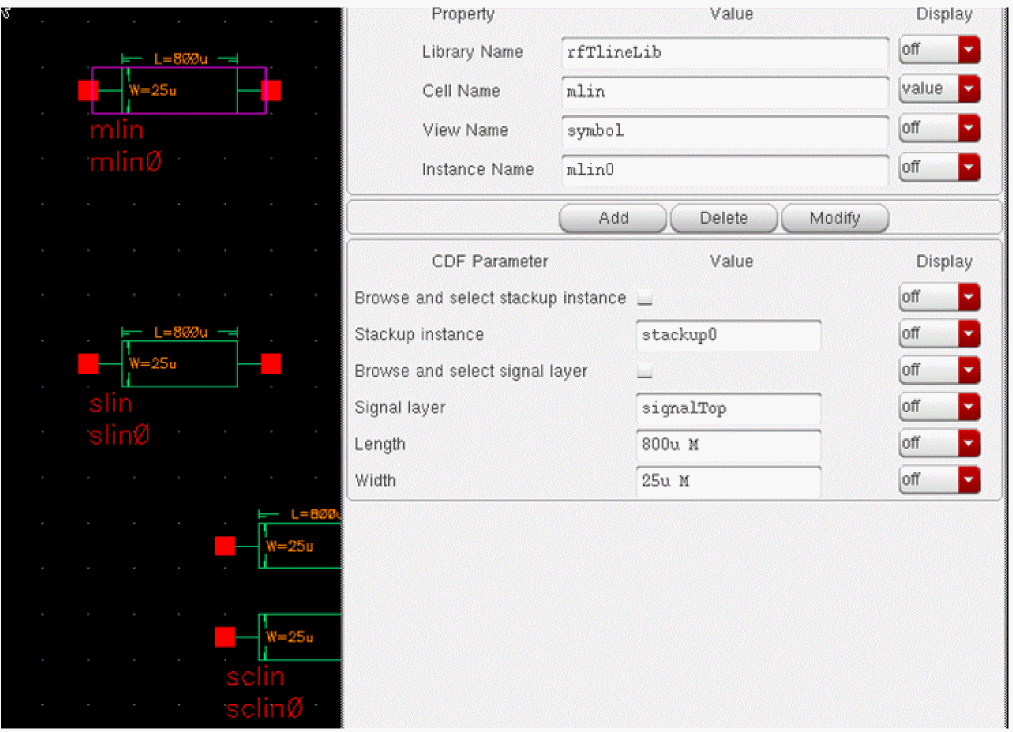 L=800u
W=25u
mlin
mlin0
L=800u
W=25u
slin
slin0
L=800u
W=25u
W=25u
sclin
sclin0
Property Value Display
Library Name rfTlineLib off
Cell Name mlin value
View Name symbol off
Instance Name mlin0 off
Add Delete Modify
CDF Parameter Value Display
Browse and select stackup instance off
Stackup instance stackup0 off
Browse and select signal layer off
Signal layer signalTop off
Length 800u M off
Width 25u M off